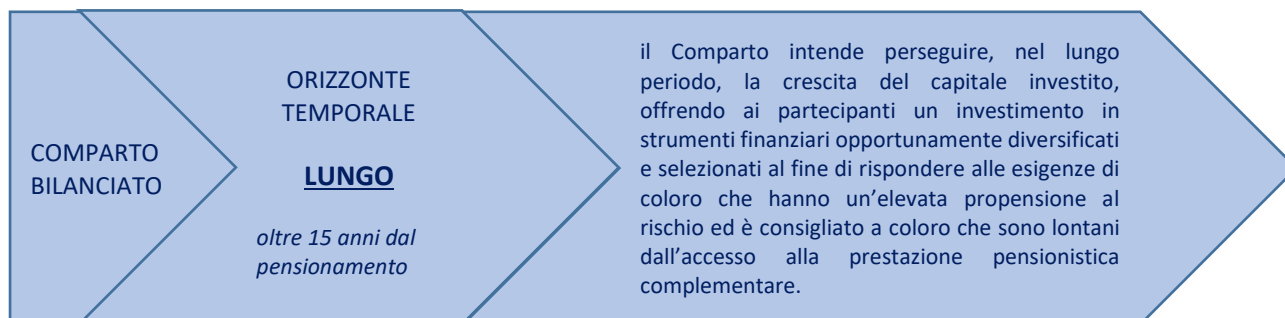 COMPARTO
BILANCIATO
ORIZZONTE
TEMPORALE
LUNGO
oltre 15 anni dal
pensionamento
il Comparto intende perseguire, nel lungo
periodo, la crescita del capitale investito,
offrendo ai partecipanti un investimento in
strumenti finanziari opportunamente diversificati
e selezionati al fine di rispondere alle esigenze di
coloro che hanno un'elevata propensione al
rischio ed è consigliato a coloro che sono lontani
dall'accesso alla prestazione pensionistica
complementare.